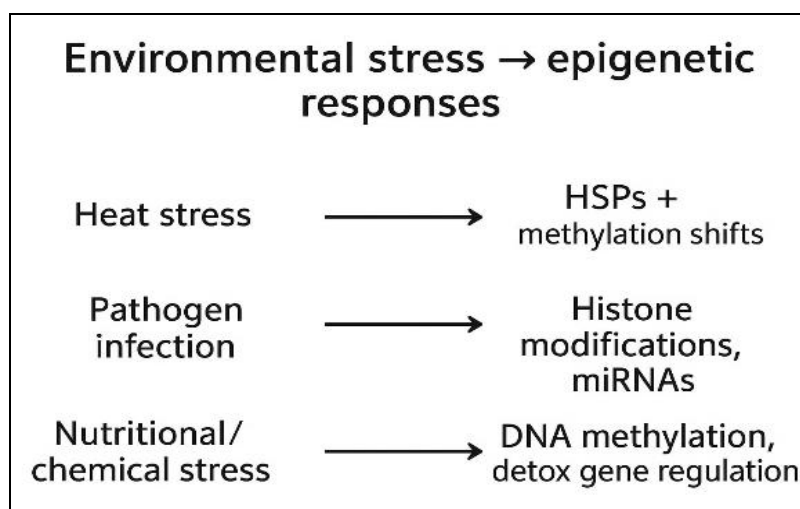 Environmental stress → epigenetic
responses
Heat stress
HSPs +
methylation shifts
Pathogen
infection
Histone
modifications,
miRNAs
Nutritional/
chemical stress
DNA methylation,
detox gene regulation